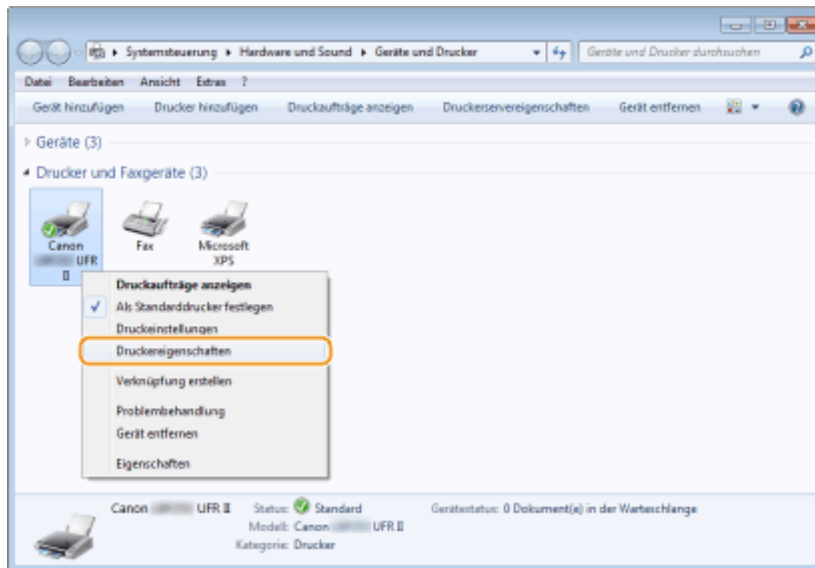 Systemsteuerung ▸ Hardware und Sound ▸ Geräte und Drucker
Geräte und Drucker durchsuchen
Datei Bearbeiten Ansicht Extras ?
Gerät hinzufügen Drucker hinzufügen Druckaufträge anzeigen Druckerservereigenschaften Gerät entfernen
Geräte (3)
Drucker und Faxgeräte (3)
Canon
UFR
II
Fax
Microsoft
XPS
Druckaufträge anzeigen
Als Standarddrucker festlegen
Druckeinstellungen
Druckereigenschaften
Verknüpfung erstellen
Problembehandlung
Gerät entfernen
Eigenschaften
Canon UFR II Status: Standard Gerätestatus: 0 Dokument(e) in der Warteschlange
Modell: Canon UFR II
Kategorie: Drucker